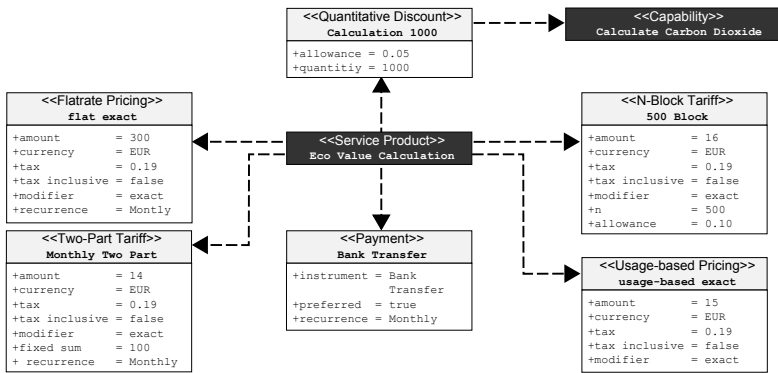 <<Quantitative Discount>>
Calculation 1000
+allowance = 0.05
+quantitiy = 1000
<<Capability>>
Calculate Carbon Dioxide
<<Flatrate Pricing>>
flat exact
+amount = 300
+currency = EUR
+tax = 0.19
+tax inclusive = false
+modifier = exact
+recurrence = Montly
<<Service Product>>
Eco Value Calculation
<<N-Block Tariff>>
500 Block
+amount = 16
+currency = EUR
+tax = 0.19
+tax inclusive = false
+modifier = exact
+n = 500
+allowance = 0.10
<<Two-Part Tariff>>
Monthly Two Part
+amount = 14
+currency = EUR
+tax = 0.19
+tax inclusive = false
+modifier = exact
+fixed sum = 100
+ recurrence = Monthly
<<Payment>>
Bank Transfer
+instrument = Bank
Transfer
+preferred = true
+recurrence = Monthly
<<Usage-based Pricing>>
usage-based exact
+amount = 15
+currency = EUR
+tax = 0.19
+tax inclusive = false
+modifier = exact